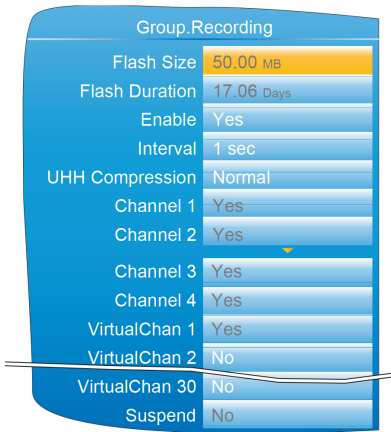 Group.Recording
Flash Size 50.00 MB
Flash Duration 17.06 Days
Enable Yes
Interval 1 sec
UHH Compression Normal
Channel 1 Yes
Channel 2 Yes
Channel 3 Yes
Channel 4 Yes
VirtualChan 1 Yes
VirtualChan 2 No
VirtualChan 30 No
Suspend No